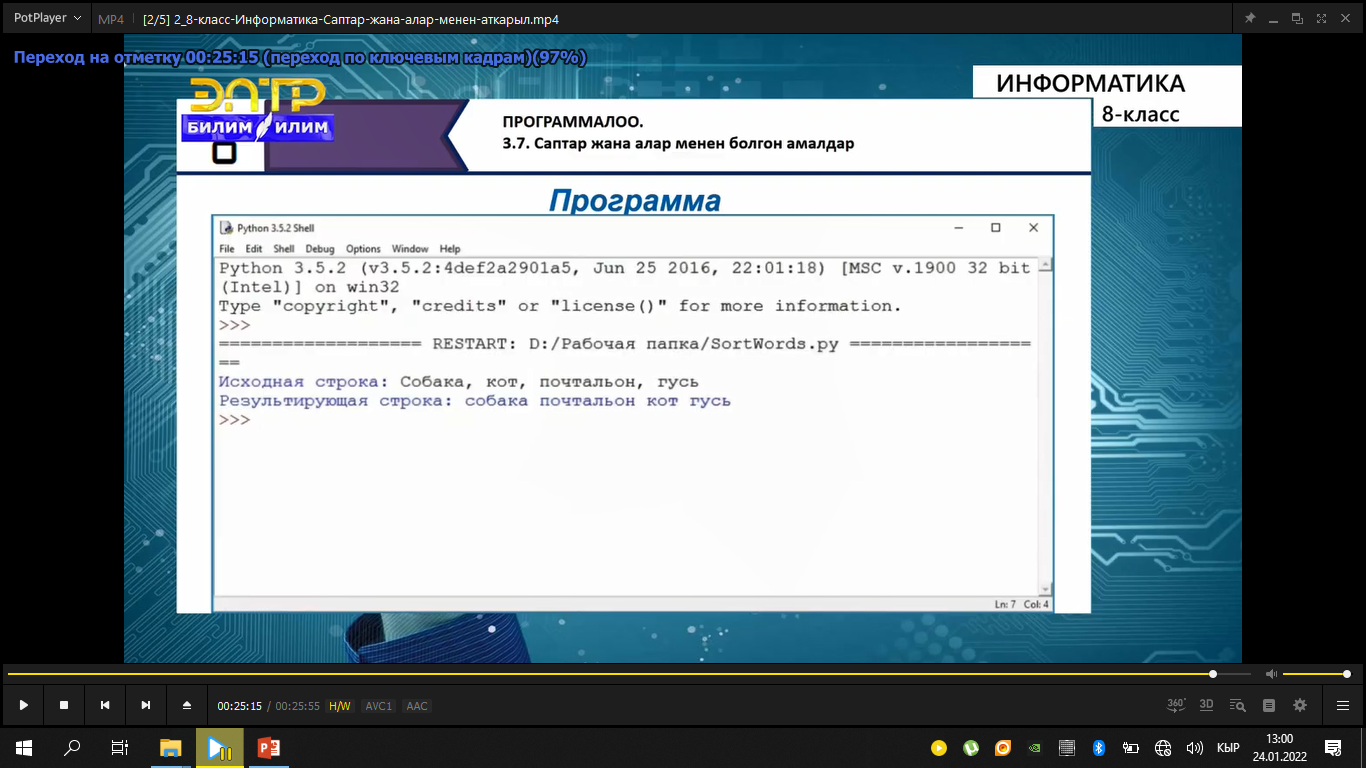 PotPlayer
MP4
[2/5] 2_8-класс-Информатика-Саптар-жана-алар-менен-аткарыл.mp4
Переход на отметку 00:25:15 (переход по ключевым кадрам)(97%)
ЭЛТР
БИЛИМ ИЛИМ
ИНФОРМАТИКА
8-класс
ПРОГРАММАЛОО.
3.7. Саптар жана алар менен болгон амалдар
Программа
Python 3.5.2 Shell
File Edit Shell Debug Options Window Help
Python 3.5.2 (v3.5.2:4def2a2901a5, Jun 25 2016, 22:01:18) [MSC v.1900 32 bit
(Intel)] on win32
Type "copyright", "credits" or "license()" for more information.
>>>
=================== RESTART: D:/Рабочая папка/SortWords.py =================
==
Исходная строка: Собака, кот, почтальон, гусь
Результирующая строка: собака почтальон кот гусь
>>>
Ln: 7 Col: 4
00:25:15 / 00:25:55 H/W AVC1 AAC
360° 3D
КЫР
13:00
24.01.2022